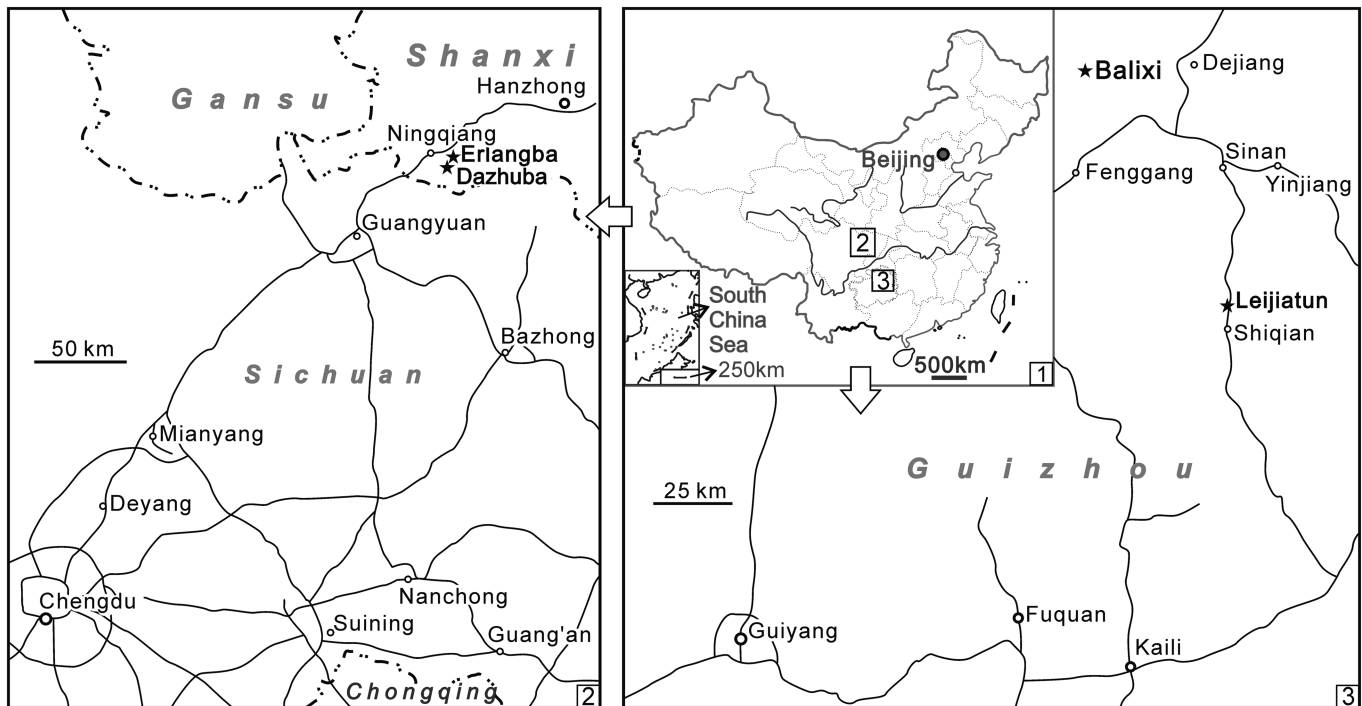 Shanxi
Gansu
Hanzhong
Ningqiang
Erlangba
Dazhuba
Guangyuan
Bazhong
50 km
Sichuan
Mianyang
Deyang
Chengdu
Nanchong
Suining
Guang'an
Chongqing
2
Beijing
2
3
South
China
Sea
250km
500km
1
Balixi
Dejiang
Fenggang
Sinan
Yinjiang
Leijiatun
Shiqian
Guizhou
25 km
Guiyang
Fuquan
Kaili
3